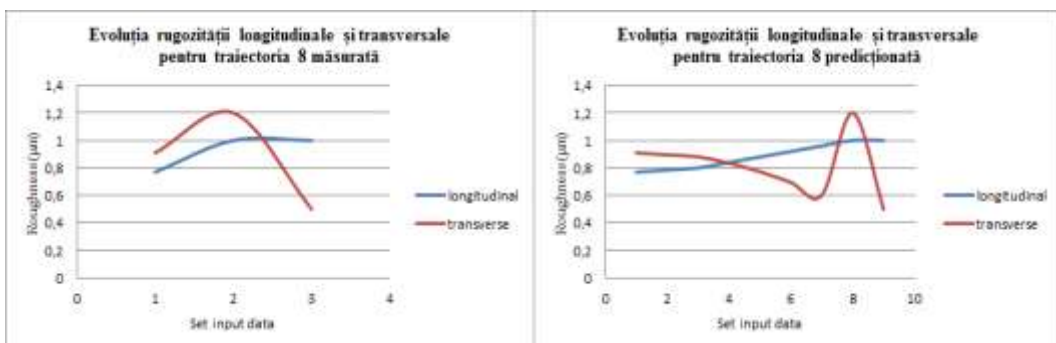 Evoluția rugozității longitudinale și transversale
pentru traiectoria 8 măsurată
1,4
1,2
1
0,8
0,6
0,4
0,2
0
Roughness (μm)
0 1 2 3 4
Set input data
longitudinal
transverse
Evoluția rugozității longitudinale și transversale
pentru traiectoria 8 predicționată
1,4
1,2
1
0,8
0,6
0,4
0,2
0
Roughness (μm)
0 2 4 6 8 10
Set input data
longitudinal
transverse